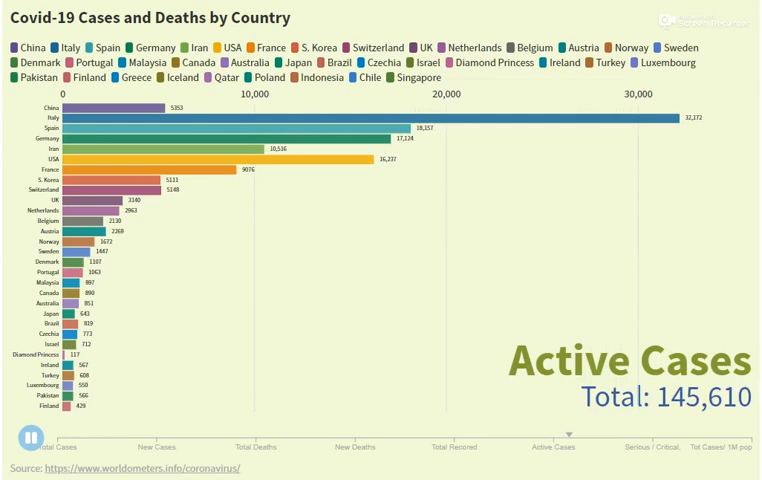 Covid-19 Cases and Deaths by Country
China Italy Spain Germany Iran USA France S. Korea Switzerland UK Netherlands Belgium Austria Norway Sweden
Denmark Portugal Malaysia Canada Australia Japan Brazil Czechia Israel Diamond Princess Ireland Turkey Luxembourg
Pakistan Finland Greece Iceland Qatar Poland Indonesia Chile Singapore
0 10,000 20,000 30,000
China 5353
Italy 32,172
Spain 18,157
Germany 17,124
Iran 10,516
USA 16,237
France 9076
S. Korea 5111
Switzerland 5148
UK 3140
Netherlands 2963
Belgium 2130
Austria 2269
Norway 1672
Sweden 1447
Denmark 1107
Portugal 1063
Malaysia 897
Canada 890
Australia 851
Japan 643
Brazil 819
Czechia 773
Israel 712
Diamond Princess 117
Ireland 567
Turkey 608
Luxembourg 550
Pakistan 566
Finland 429
Active Cases
Total: 145,610
Total Cases New Cases Total Deaths New Deaths Total Recored Active Cases Serious / Critical. Tot Cases/ 1M pop
Source: https://www.worldometers.info/coronavirus/